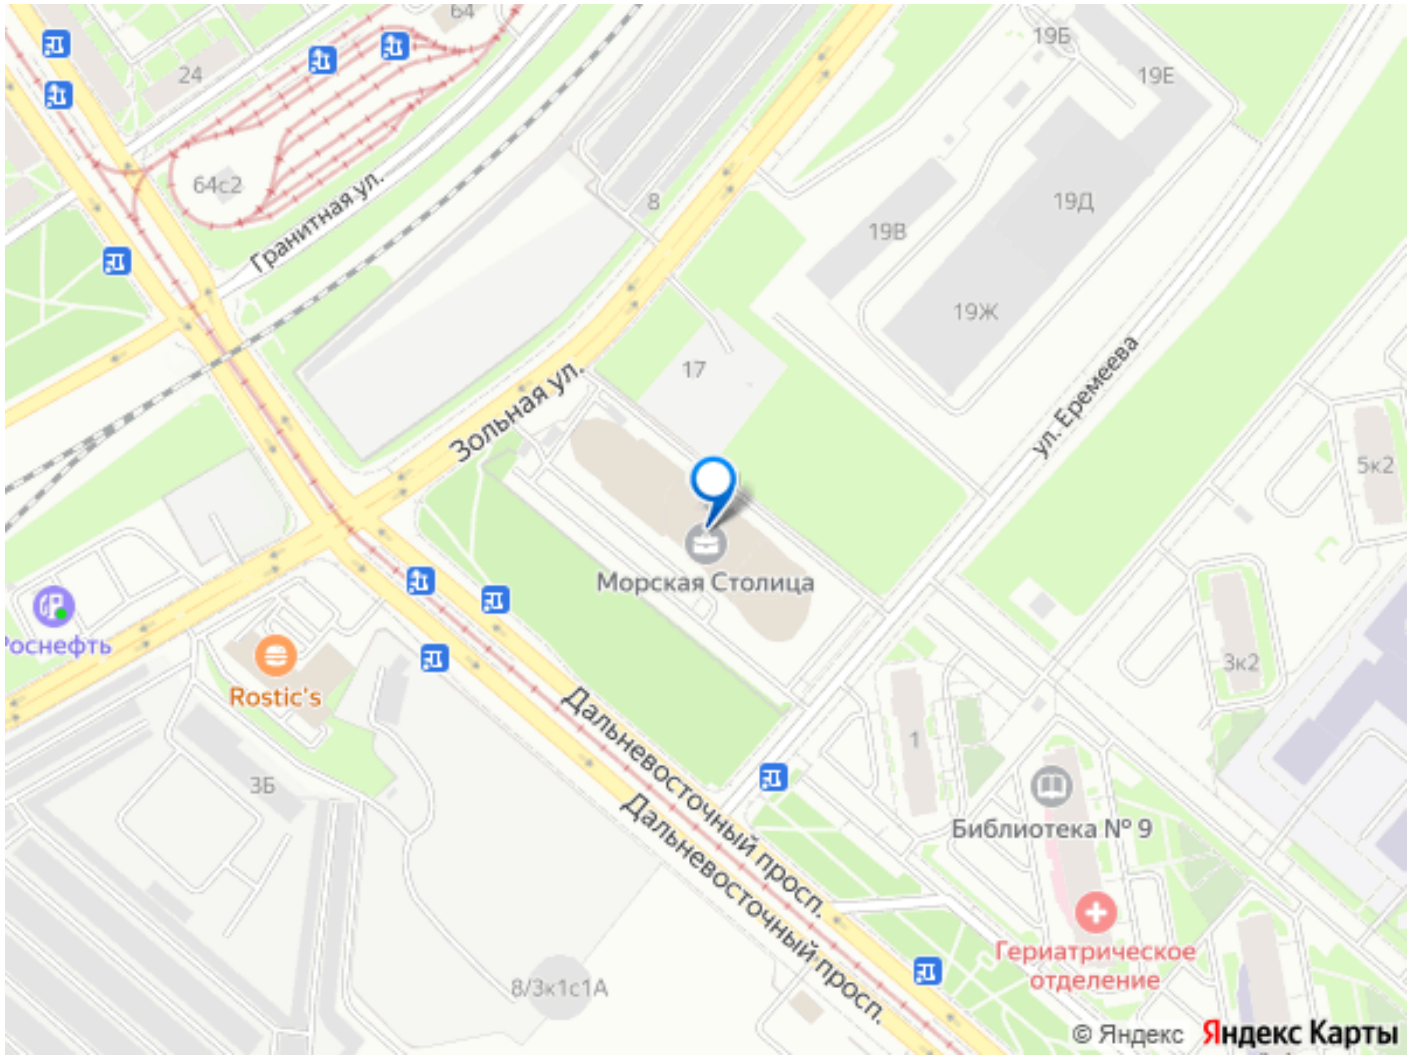 64
24
19Б
19Е
64с2
Гранитная ул.
8
19В
19Д
19Ж
17
Зольная ул.
ул. Еремеева
5к2
Морская Столица
Роснефть
Rostic's
3к2
1
3Б
Дальневосточный просп.
Дальневосточный просп.
Библиотека № 9
Гериатрическое
отделение
8/3к1с1А
© Яндекс Яндекс Карты